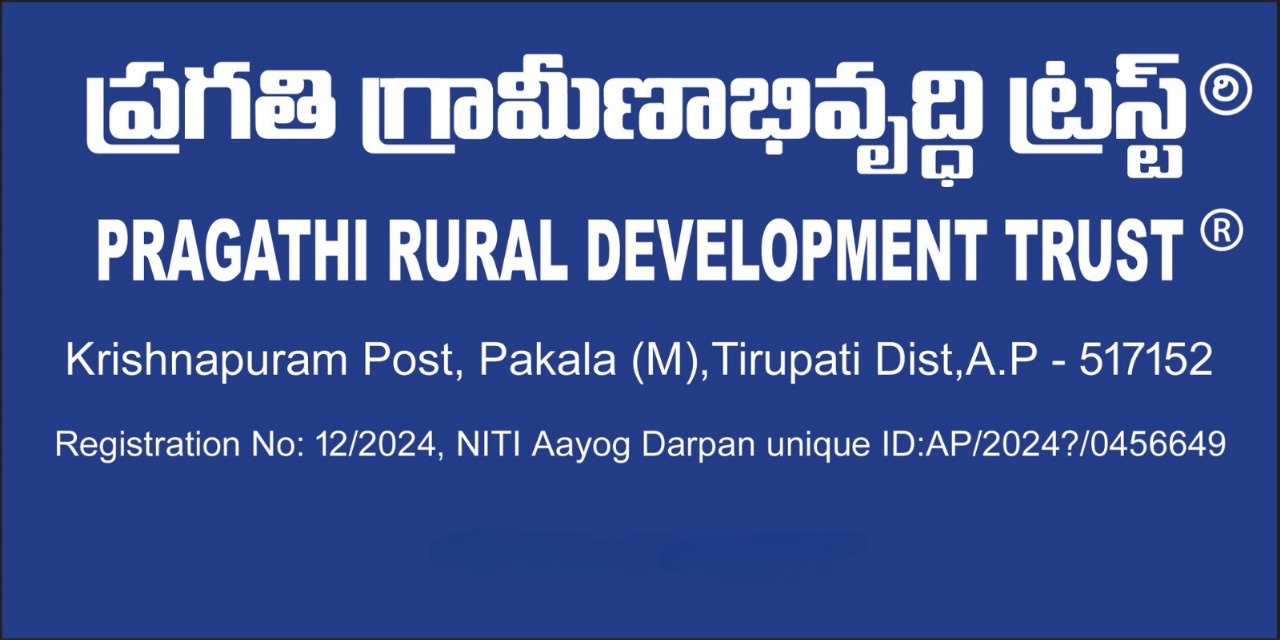 ప్రగతి గ్రామీణాభివృద్ధి ట్రస్ట్ ®
PRAGATHI RURAL DEVELOPMENT TRUST ®
Krishnapuram Post, Pakala (M),Tirupati Dist,A.P - 517152
Registration No: 12/2024, NITI Aayog Darpan unique ID:AP/2024?/0456649